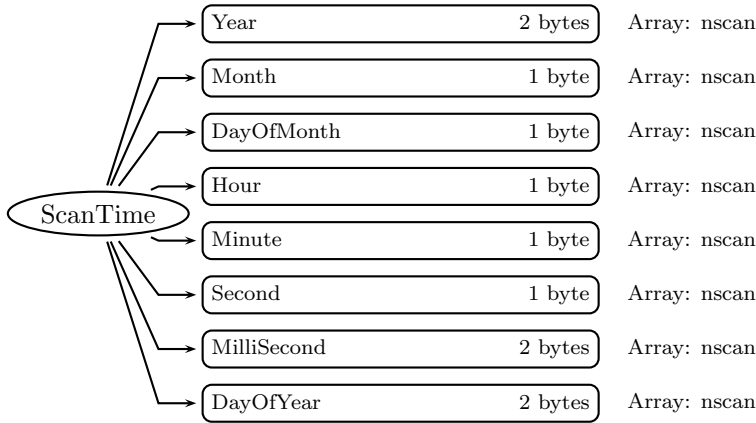 Year 2 bytes Array: nscan
Month 1 byte Array: nscan
DayOfMonth 1 byte Array: nscan
Hour 1 byte Array: nscan
ScanTime
Minute 1 byte Array: nscan
Second 1 byte Array: nscan
MilliSecond 2 bytes Array: nscan
DayOfYear 2 bytes Array: nscan